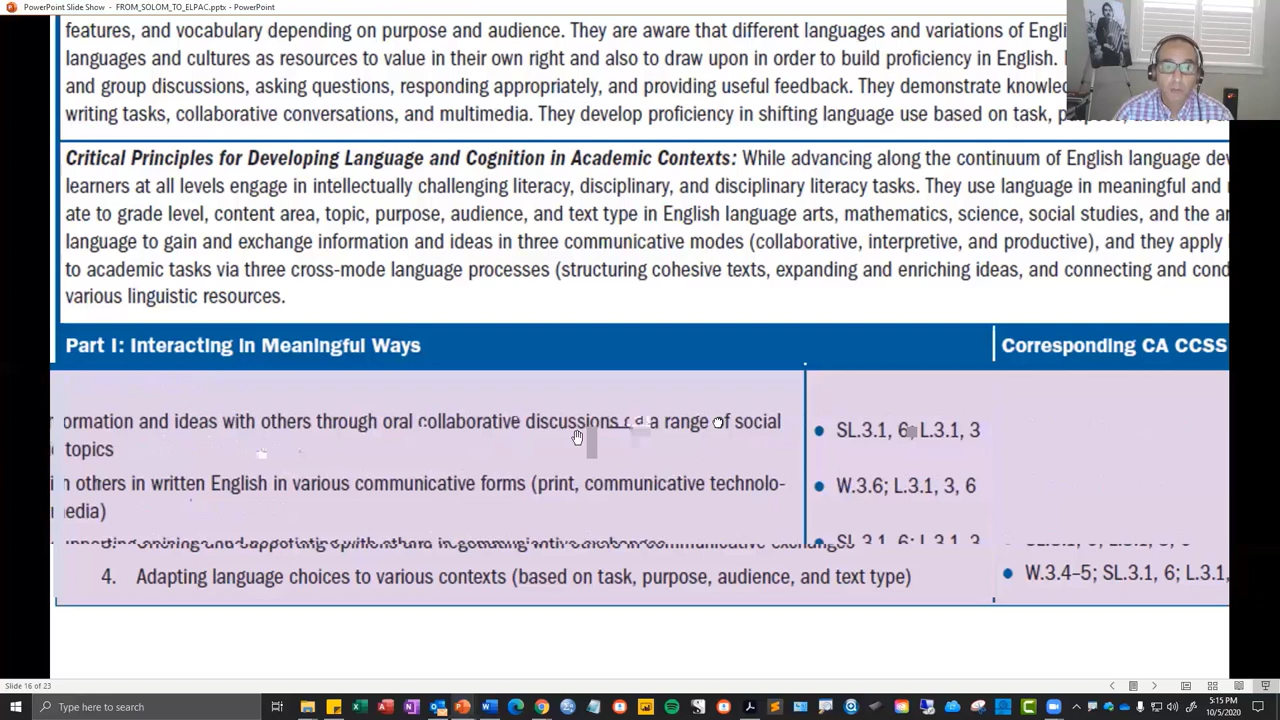 PowerPoint Slide Show - FROM_SOLOM_TO_ELPAC.pptx - PowerPoint
features, and vocabulary depending on purpose and audience. They are aware that different languages and variations of
languages and cultures as resources to value in their own right and also to draw upon in order to build proficiency in English.
and group discussions, asking questions, responding appropriately, and providing useful feedback. They demonstrate
writing tasks, collaborative conversations, and multimedia. They develop proficiency in shifting language use based on task,
Critical Principles for Developing Language and Cognition in Academic Contexts: While advancing along the continuum of English language dev
learners at all levels engage in intellectually challenging literacy, disciplinary, and disciplinary literacy tasks. They use language in meaningful and
ate to grade level, content area, topic, purpose, audience, and text type in English language arts, mathematics, science, social studies, and the
language to gain and exchange information and ideas in three communicative modes (collaborative, interpretive, and productive), and they apply
to academic tasks via three cross-mode language processes (structuring cohesive texts, expanding and enriching ideas, and connecting and cond
various linguistic resources.
Part I: Interacting in Meaningful Ways
Corresponding CA CCSS
ormation and ideas with others through oral collaborative discussions a range of social
topics
SL.3.1, 6 L.3.1, 3
others in written English in various communicative forms (print, communicative technolo-
media)
W.3.6; L.3.1, 3, 6
SL.3.1, 6; L.3.1, 3
4. Adapting language choices to various contexts (based on task, purpose, audience, and text type)
W.3.4–5; SL.3.1, 6; L.3.1,
Slide 16 of 23
Type here to search
5:15 PM
10/5/2020